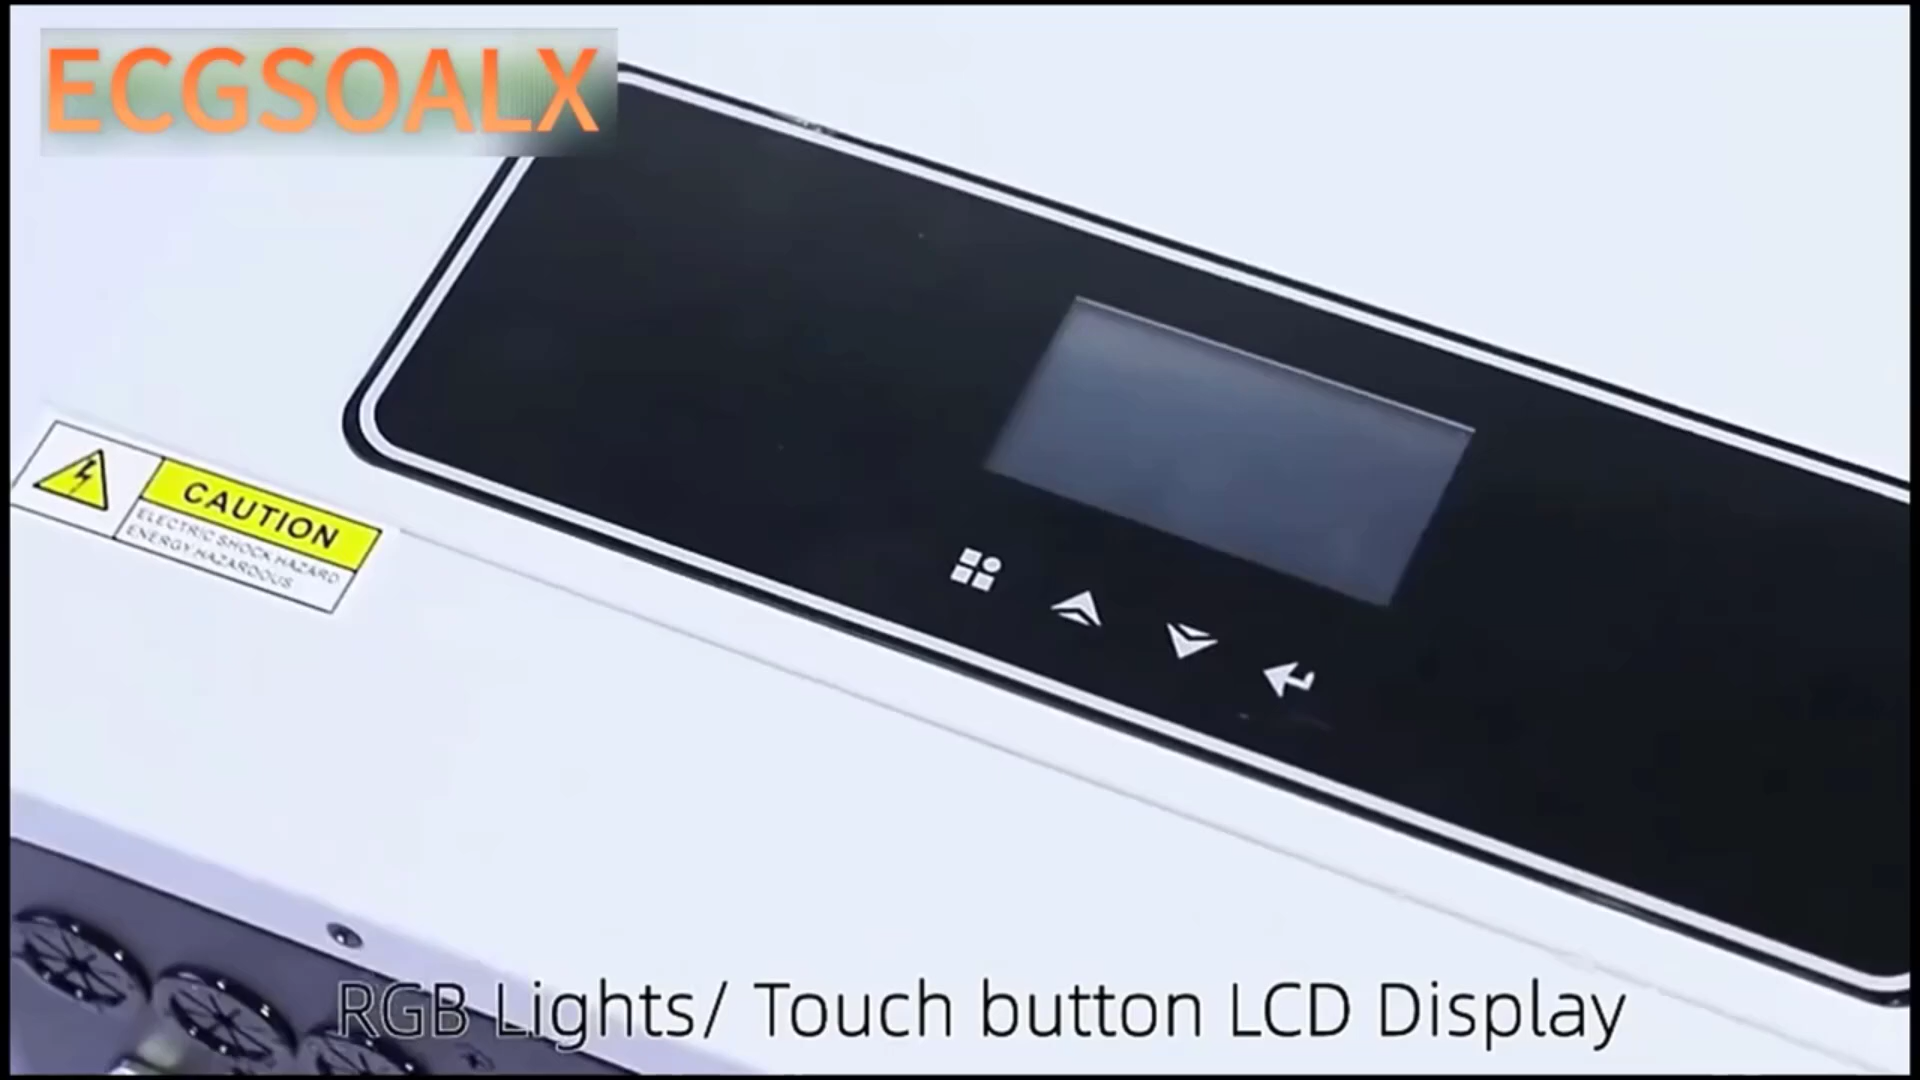 ECGSOALX
CAUTION
ELECTRIC SHOCK HAZARD
ENERGY HAZARDOUS
RGB Lights/ Touch button LCD Display